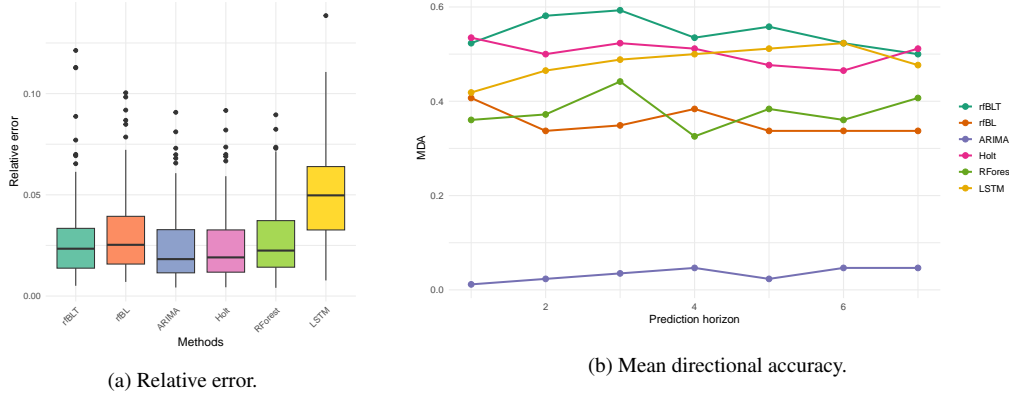 0.10
0.05
0.00
Relative error
rfBLT
rfBL
ARIMA
Holt
RForest
LSTM
Methods
(a) Relative error.
0.6
0.4
0.2
0.0
MDA
2
4
6
Prediction horizon
rfBLT
rfBL
ARIMA
Holt
RFores
LSTM
(b) Mean directional accuracy.